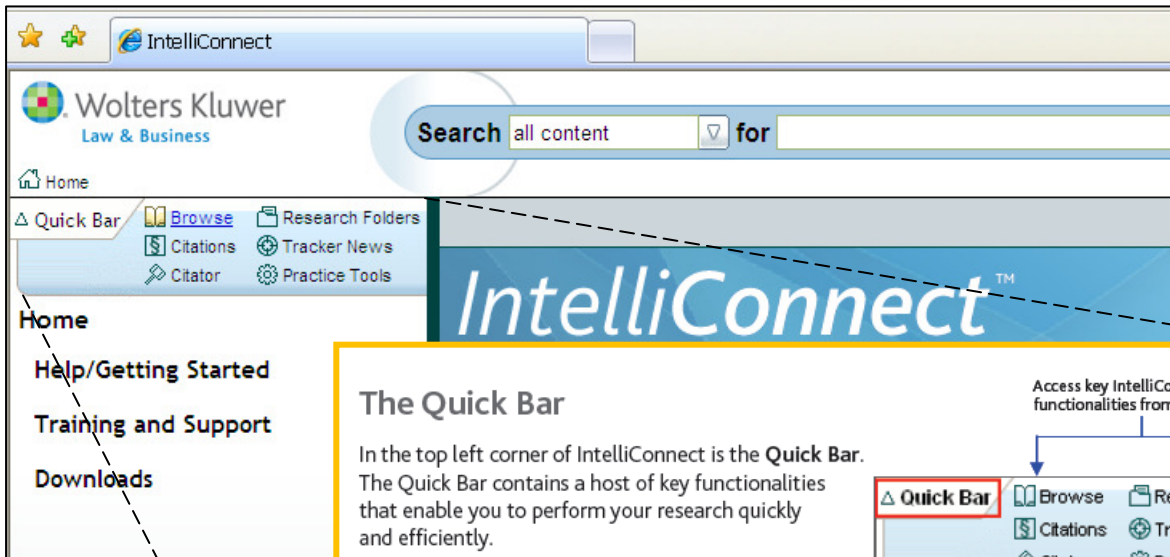 IntelliConnect
Wolters Kluwer
Law & Business
Search all content for
Home
Quick Bar Browse Research Folders
Citations Tracker News
Citator Practice Tools
IntelliConnect™
Home
Help/Getting Started
Training and Support
Downloads
The Quick Bar
In the top left corner of IntelliConnect is the Quick Bar.
The Quick Bar contains a host of key functionalities
that enable you to perform your research quickly
and efficiently.
Access key IntelliCo
functionalities from
Quick Bar Browse Re
Citations Tr